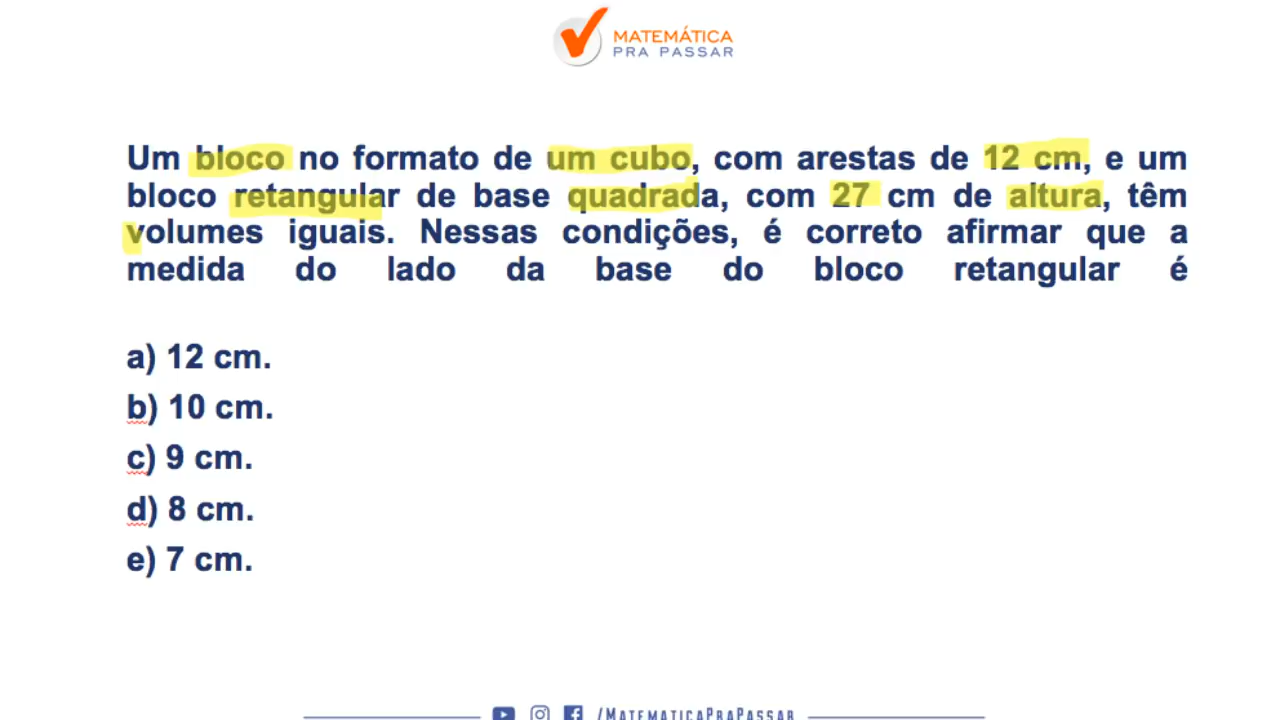 MATEMÁTICA
PRA PASSAR
Um bloco no formato de um cubo, com arestas de 12 cm, e um
bloco retangular de base quadrada, com 27 cm de altura, têm
volumes iguais. Nessas condições, é correto afirmar que a
medida do lado da base do bloco retangular é
a) 12 cm.
b) 10 cm.
c) 9 cm.
d) 8 cm.
e) 7 cm.
/MATEMATICAPRAPASSAR